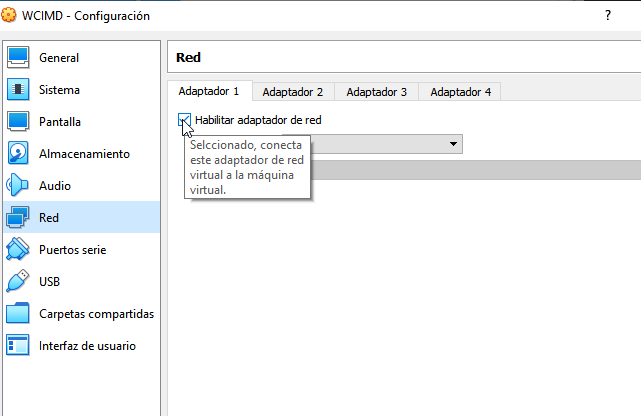 WCIMD - Configuración
?
General
Sistema
Pantalla
Almacenamiento
Audio
Red
Puertos serie
USB
Carpetas compartidas
Interfaz de usuario
Red
Adaptador 1 Adaptador 2 Adaptador 3 Adaptador 4
Habilitar adaptador de red
Selccionado, conecta
este adaptador de red
virtual a la máquina
virtual.